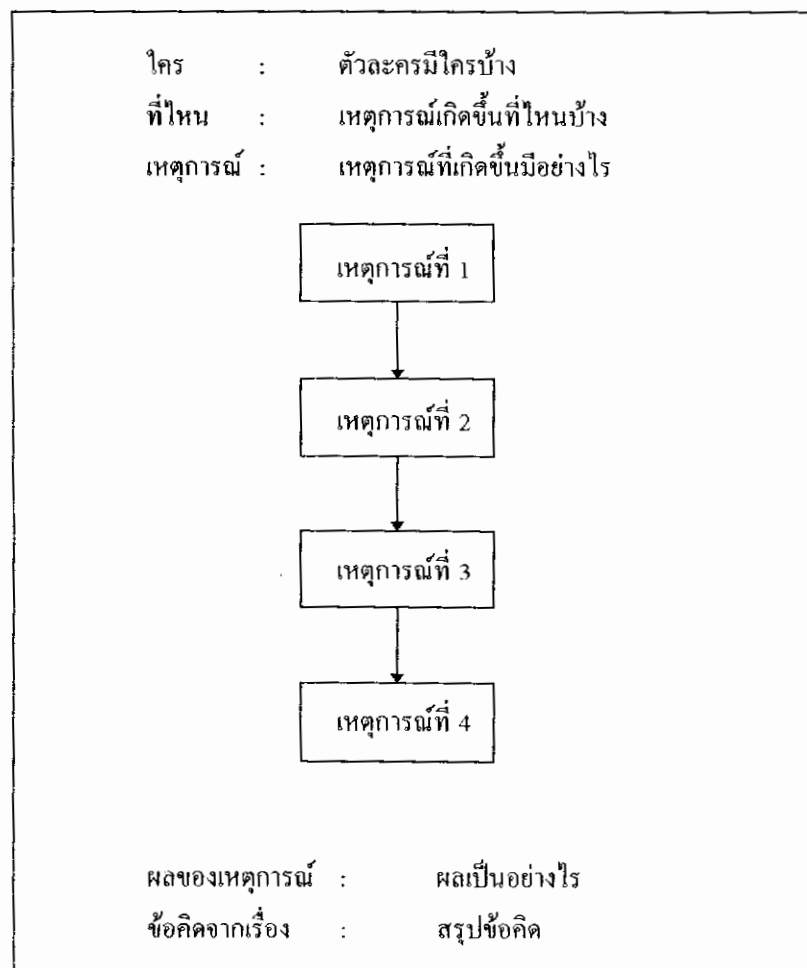 ใคร : ตัวละครมีใครบ้าง
ที่ไหน : เหตุการณ์เกิดขึ้นที่ไหนบ้าง
เหตุการณ์ : เหตุการณ์ที่เกิดขึ้นมีอย่างไร
เหตุการณ์ที่ 1
เหตุการณ์ที่ 2
เหตุการณ์ที่ 3
เหตุการณ์ที่ 4
ผลของเหตุการณ์ : ผลเป็นอย่างไร
ข้อคิดจากเรื่อง : สรุปข้อคิด